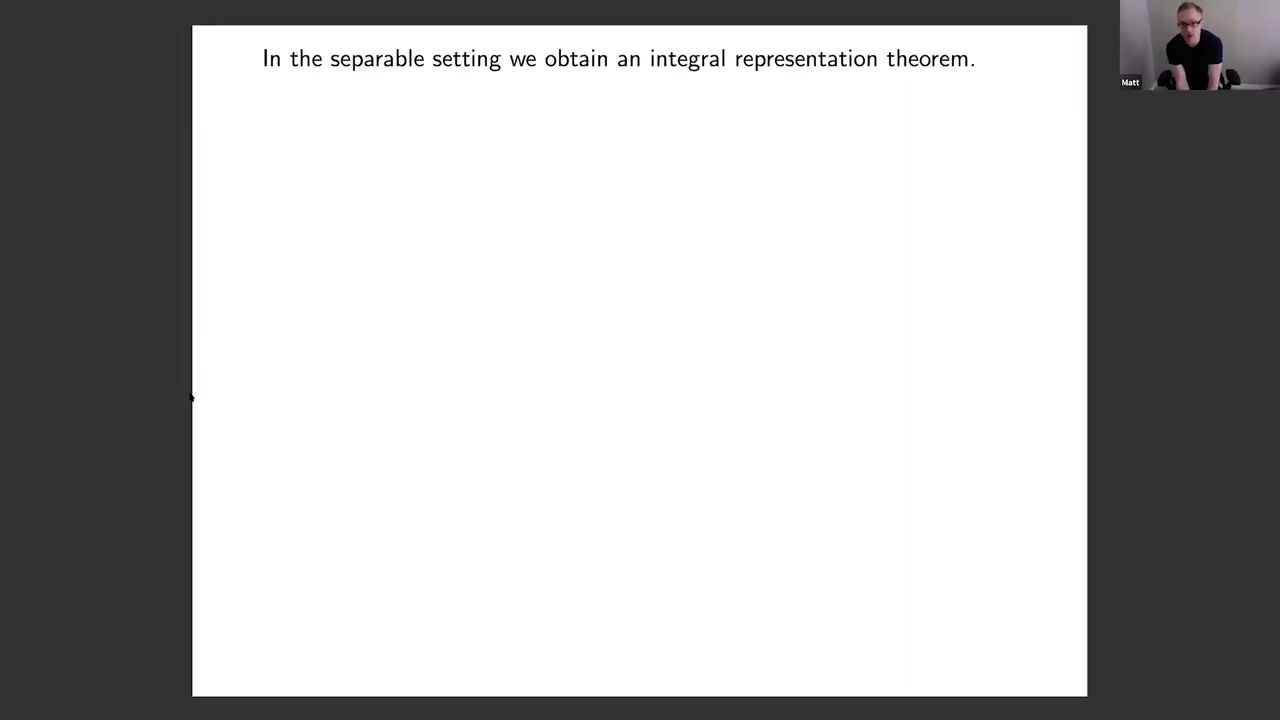 In the separable setting we obtain an integral representation theorem.
Matt